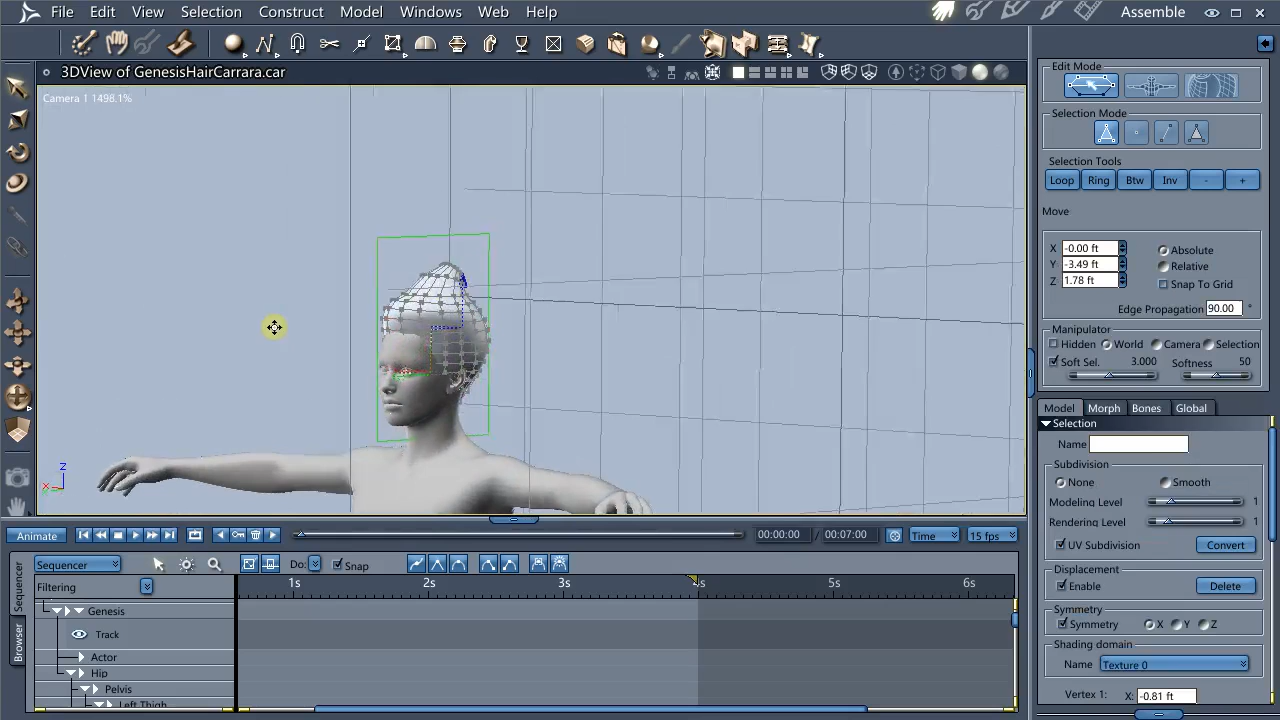 File Edit View Selection Construct Model Windows Web Help Assemble
3DView of GenesisHairCarrara.car
Camera 1 1498.1%
Z
X
Edit Mode
Selection Mode
Selection Tools
Loop Ring Btw Inv - +
Move
X -0.00 ft Absolute
Y -3.49 ft Relative
Z 1.78 ft Snap To Grid
Edge Propagation 90.00
Manipulator
Hidden World Camera Selection
Soft Sel. 3.000 Softness 50
Model Morph Bones Global
Selection
Name
Subdivision
None Smooth
Modeling Level 1
Rendering Level 1
UV Subdivision Convert
Displacement
Enable Delete
Symmetry
Symmetry X Y Z
Shading domain
Name Texture 0
Vertex 1: X: -0.81 ft
Animate 00:00:00 / 00:07:00 Time 15 fps
Sequencer Do: Snap
Filtering 1s 2s 3s 5s 6s
Genesis
Track
Actor
Hip
Pelvis
Left Thigh
Sequencer
Browser